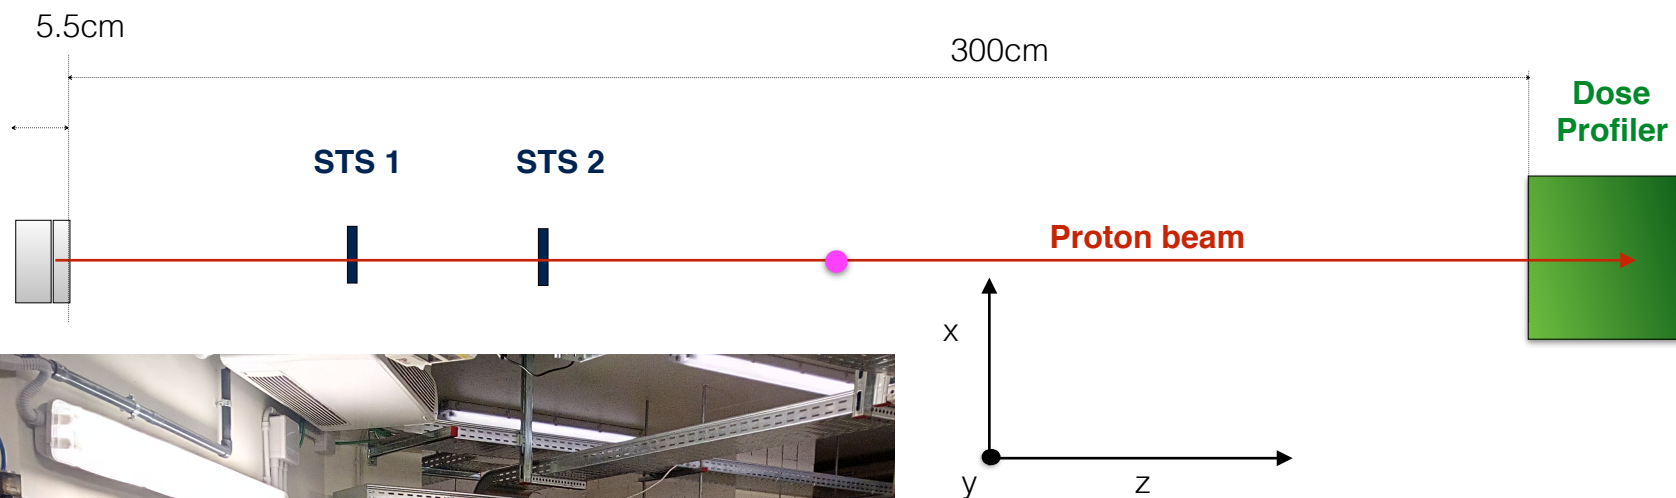 5.5cm
300cm
Dose
Profiler
STS 1
STS 2
Proton beam
x
y
z